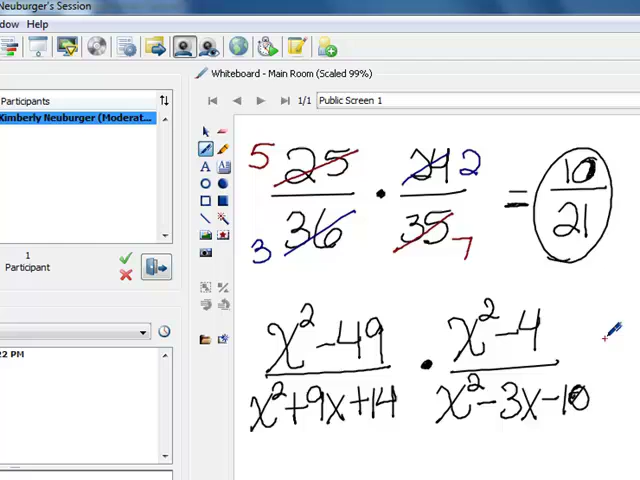 Neuburger's Session
ndow Help
Participants
Kimberly Neuburger (Moderat...
1
Participant
22 PM
Whiteboard - Main Room (Scaled 99%)
1/1 Public Screen 1
A A
5 25/36 3 • 24/35 2 7 = 10/21
x²-49/x²+9x+14 • x²-4/x²-3x-10